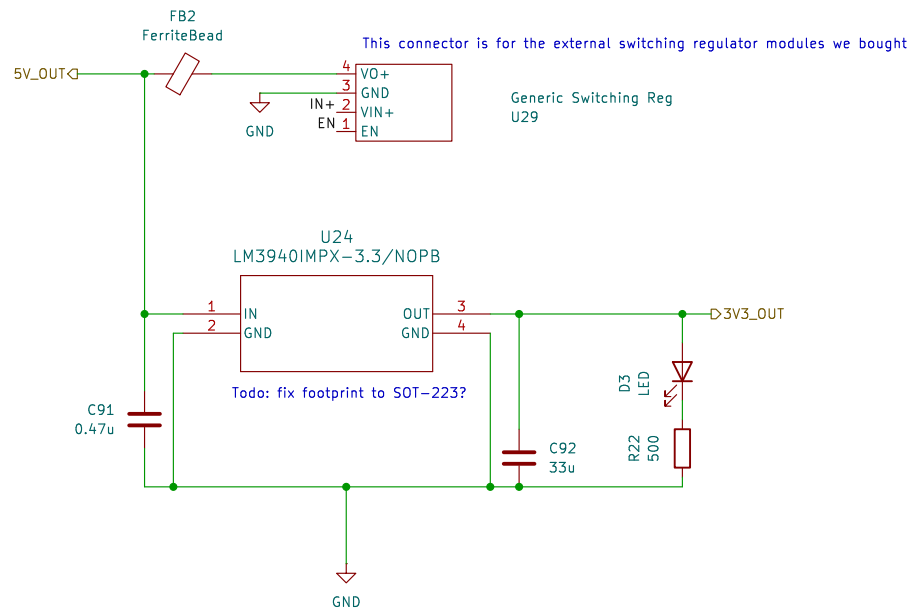 FB2
FerriteBead
This connector is for the external switching regulator modules we bought
5V_OUT
4 VO+
3 GND
IN+ 2 VIN+
EN 1 EN
GND
Generic Switching Reg
U29
U24
LM3940IMPX-3.3/NOPB
1 IN OUT 3
2 GND GND 4
3V3_OUT
Todo: fix footprint to SOT-223?
D3
LED
C91
0.47u
C92
33u
R22
500
GND